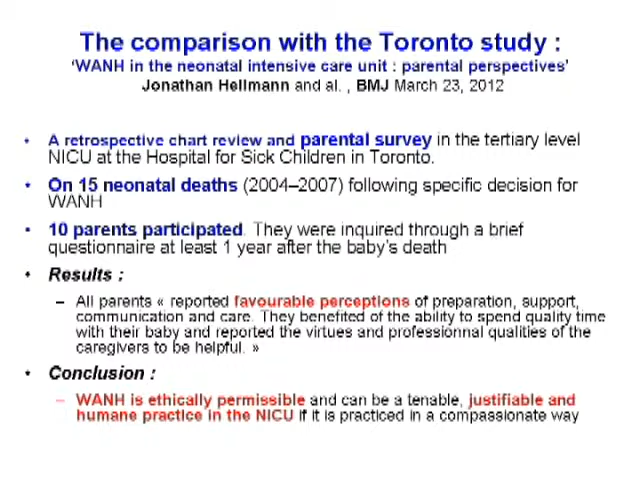 The comparison with the Toronto study :
'WANH in the neonatal intensive care unit : parental perspectives'
Jonathan Hellmann and al. , BMJ March 23, 2012
• A retrospective chart review and parental survey in the tertiary level
NICU at the Hospital for Sick Children in Toronto.
• On 15 neonatal deaths (2004–2007) following specific decision for
WANH
• 10 parents participated. They were inquired through a brief
questionnaire at least 1 year after the baby's death
• Results :
– All parents « reported favourable perceptions of preparation, support,
communication and care. They benefited of the ability to spend quality time
with their baby and reported the virtues and professionnal qualities of the
caregivers to be helpful. »
• Conclusion :
– WANH is ethically permissible and can be a tenable, justifiable and
humane practice in the NICU if it is practiced in a compassionate way